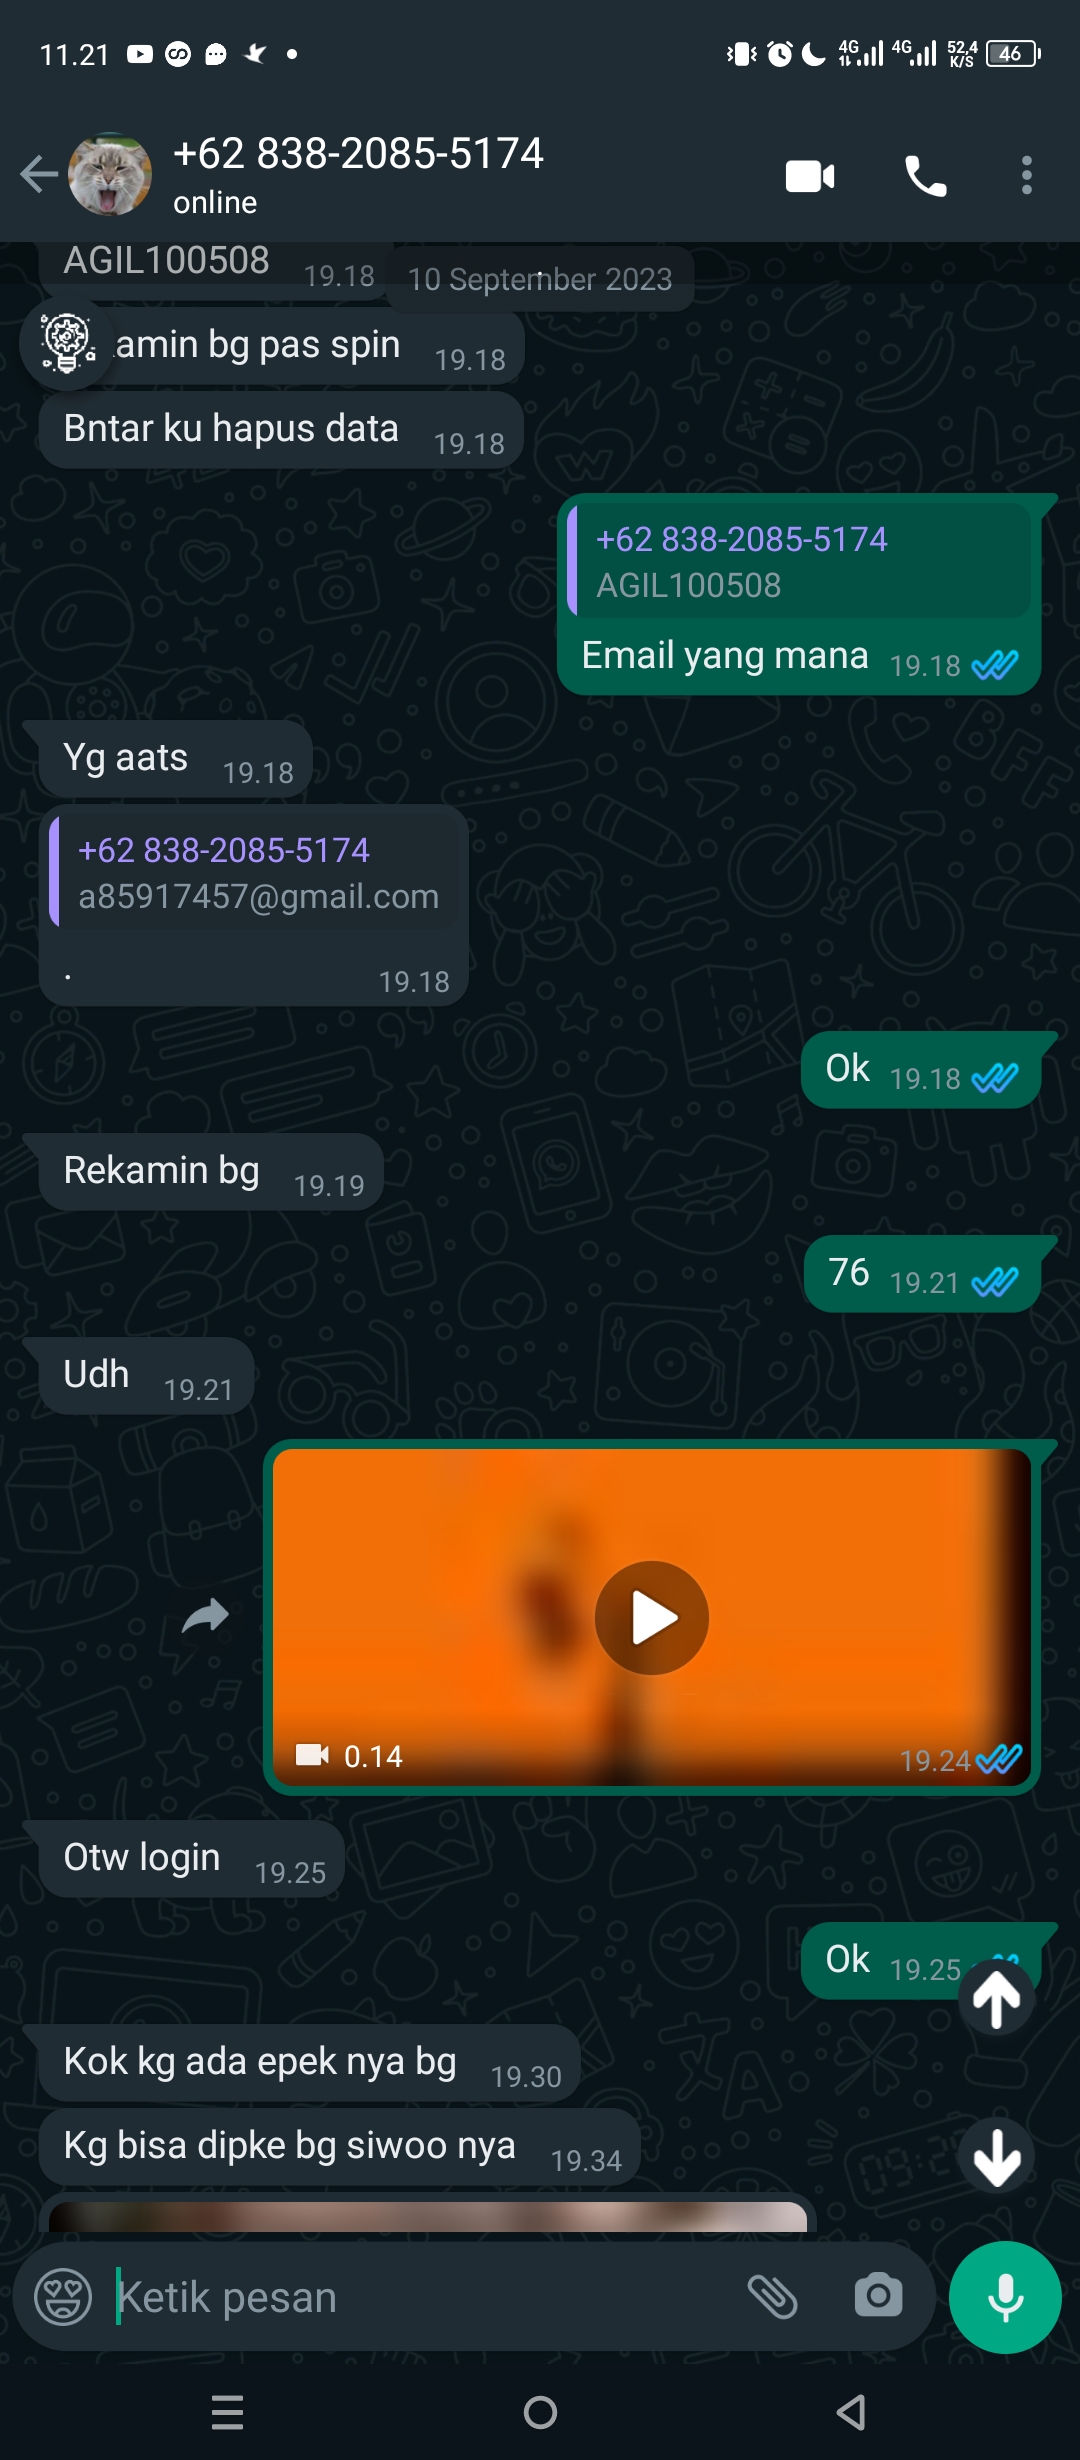 11.21
4G 4G 52,4 K/S 46
+62 838-2085-5174
online
AGIL100508 19.18
10 September 2023
amin bg pas spin 19.18
Bntar ku hapus data 19.18
+62 838-2085-5174
AGIL100508
Email yang mana 19.18
Yg aats 19.18
+62 838-2085-5174
a85917457@gmail.com
. 19.18
Ok 19.18
Rekamin bg 19.19
76 19.21
Udh 19.21
0.14 19.24
Otw login 19.25
Ok 19.25
Kok kg ada epek nya bg 19.30
Kg bisa dipke bg siwoo nya 19.34
Ketik pesan